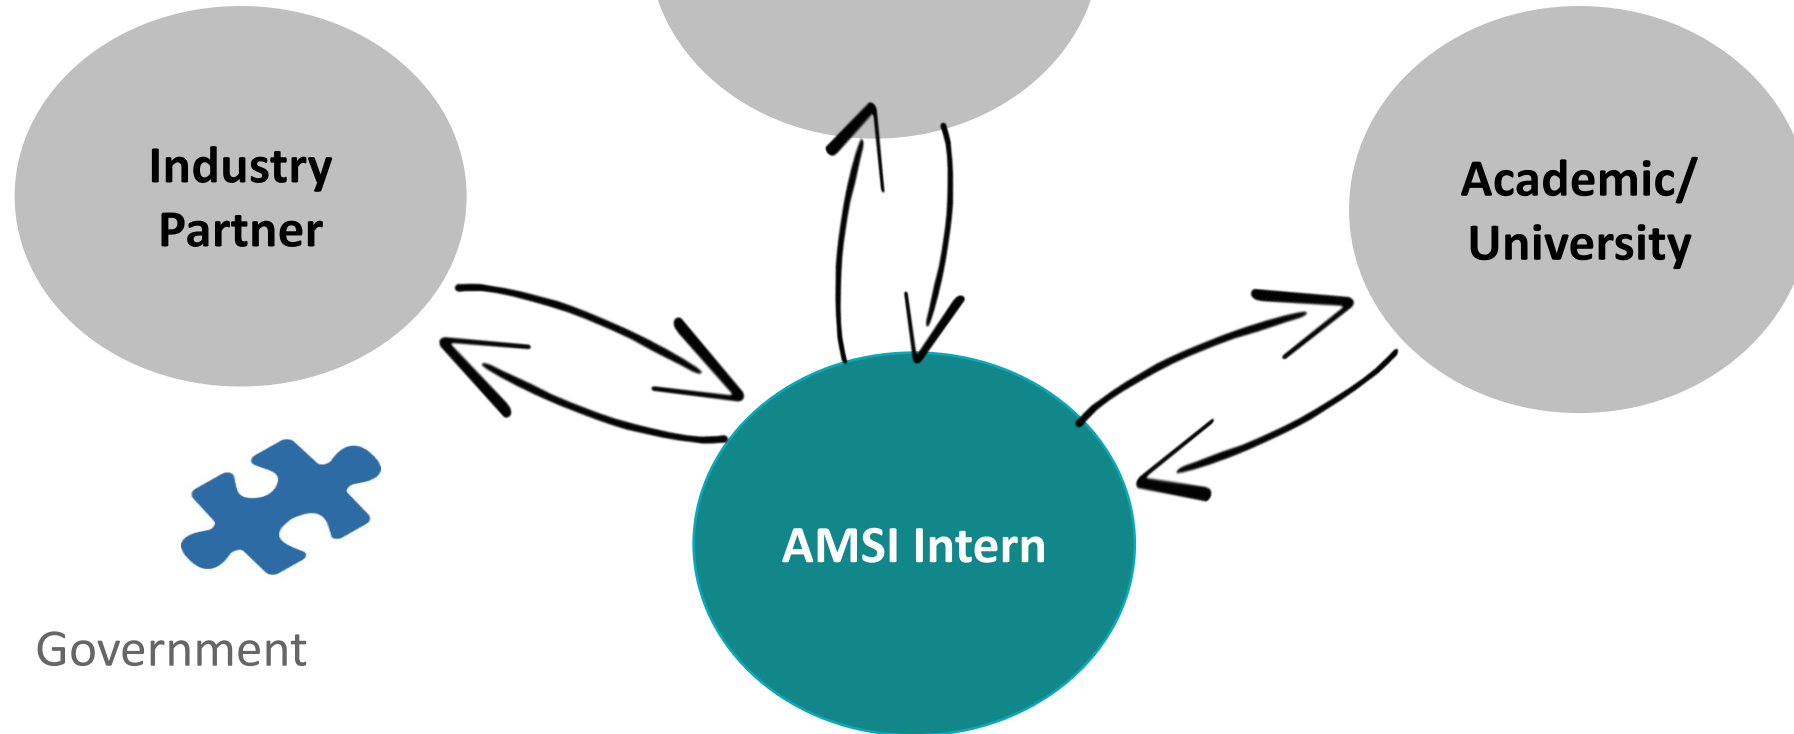 Industry
Partner
Academic/
University
AMSI Intern
Government